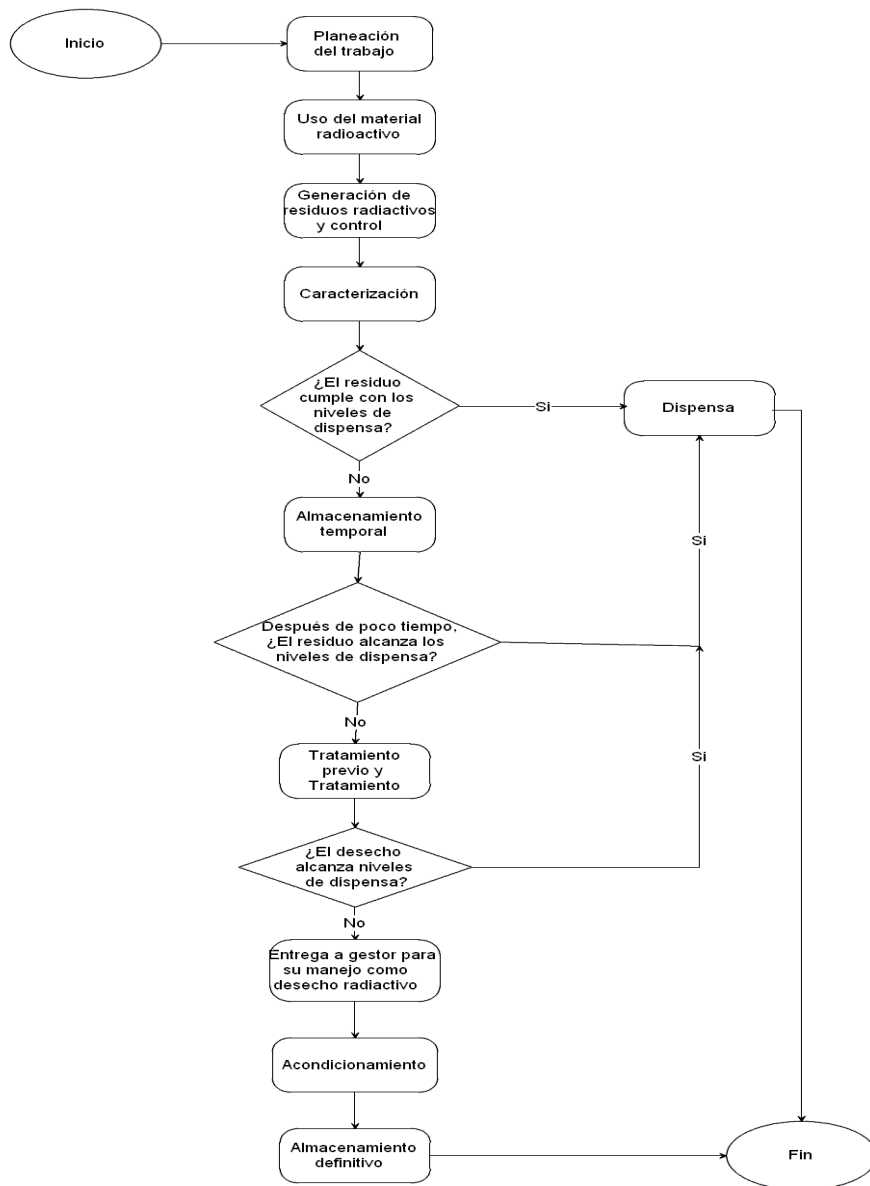 Inicio
Planeación
del trabajo
Uso del material
radioactivo
Generación de
residuos radiactivos
y control
Caracterización
¿El residuo
cumple con los
niveles de
dispensa?
Si
Dispensa
No
Almacenamiento
temporal
Si
Después de poco tiempo,
¿El residuo alcanza los
niveles de dispensa?
No
Tratamiento
previo y
Tratamiento
Si
¿El desecho
alcanza niveles
de dispensa?
No
Entrega a gestor para
su manejo como
desecho radiactivo
Acondicionamiento
Almacenamiento
definitivo
Fin